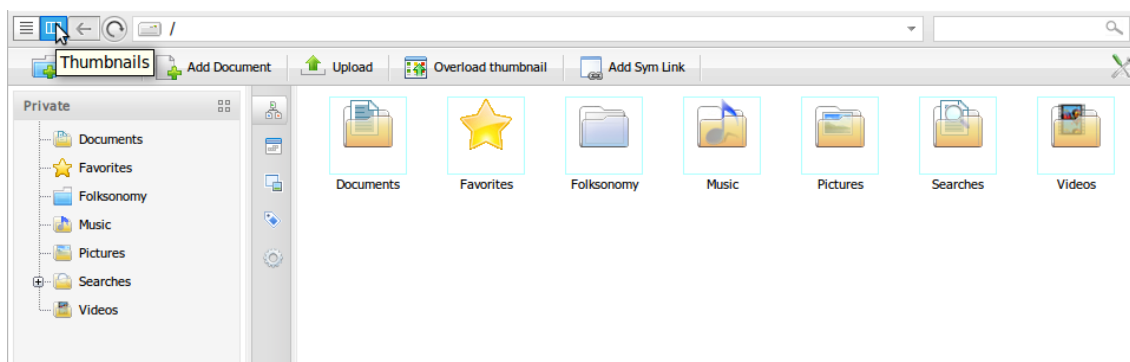 /
Thumbnails
Add Document
Upload
Overload thumbnail
Add Sym Link
Private
Documents
Favorites
Folksonomy
Music
Pictures
Searches
Videos
Documents
Favorites
Folksonomy
Music
Pictures
Searches
Videos